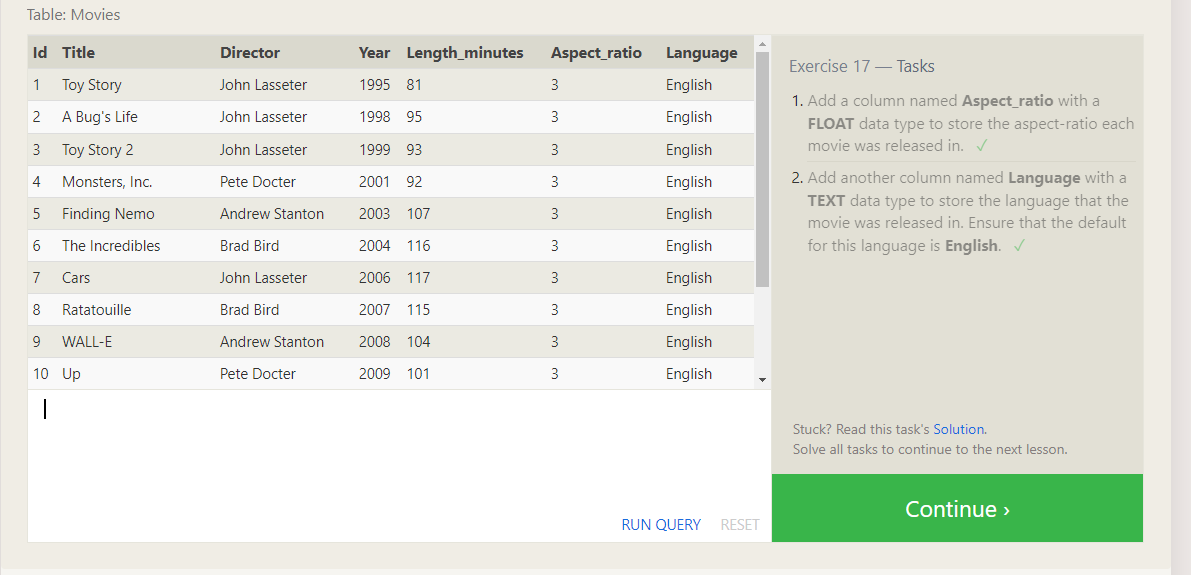 Table: Movies
Id Title Director Year Length_minutes Aspect_ratio Language
1 Toy Story John Lasseter 1995 81 3 English
2 A Bug's Life John Lasseter 1998 95 3 English
3 Toy Story 2 John Lasseter 1999 93 3 English
4 Monsters, Inc. Pete Docter 2001 92 3 English
5 Finding Nemo Andrew Stanton 2003 107 3 English
6 The Incredibles Brad Bird 2004 116 3 English
7 Cars John Lasseter 2006 117 3 English
8 Ratatouille Brad Bird 2007 115 3 English
9 WALL-E Andrew Stanton 2008 104 3 English
10 Up Pete Docter 2009 101 3 English
RUN QUERY RESET
Exercise 17 — Tasks
1. Add a column named Aspect_ratio with a
FLOAT data type to store the aspect-ratio each
movie was released in. ✓
2. Add another column named Language with a
TEXT data type to store the language that the
movie was released in. Ensure that the default
for this language is English. ✓
Stuck? Read this task's Solution.
Solve all tasks to continue to the next lesson.
Continue ›